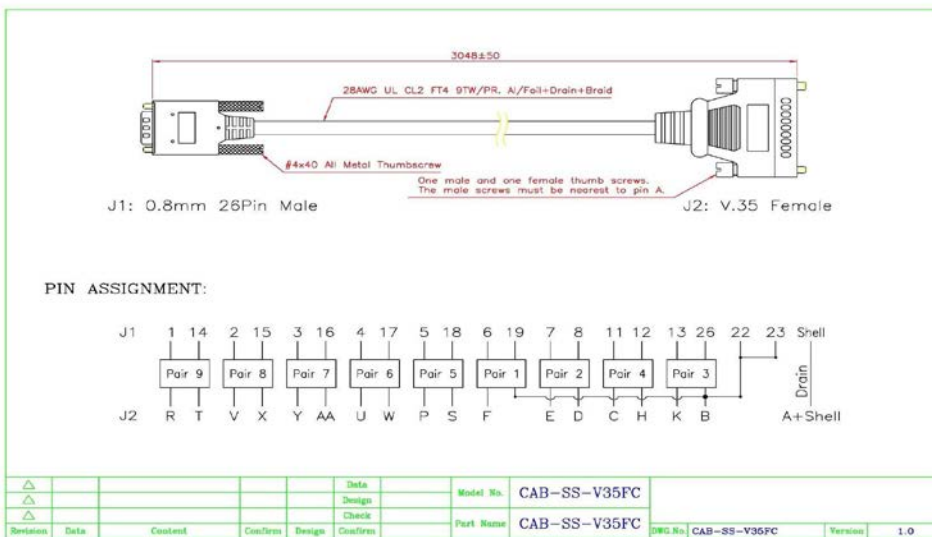 3048±50
28AWG UL CL2 FT4 9TW/PR. Al/Foil+Drain+Braid
#4x40 All Metal Thumbscrew
One male and one female thumb screws.
The male screws must be nearest to pin A.
J1: 0.8mm 26Pin Male
J2: V.35 Female
PIN ASSIGNMENT:
J1 1 14 2 15 3 16 4 17 5 18 6 19 7 8 11 12 13 26 22 23 Shell
Pair 9 Pair 8 Pair 7 Pair 6 Pair 5 Pair 1 Pair 2 Pair 4 Pair 3
Drain
J2 R T V X Y AA U W P S F E D C H K B A+Shell
Data
Design
Check
Model No. CAB-SS-V35FC
Part Name CAB-SS-V35FC
Revision Data Content Confirm Design Confirm
DWG.No. CAB-SS-V35FC Version 1.0